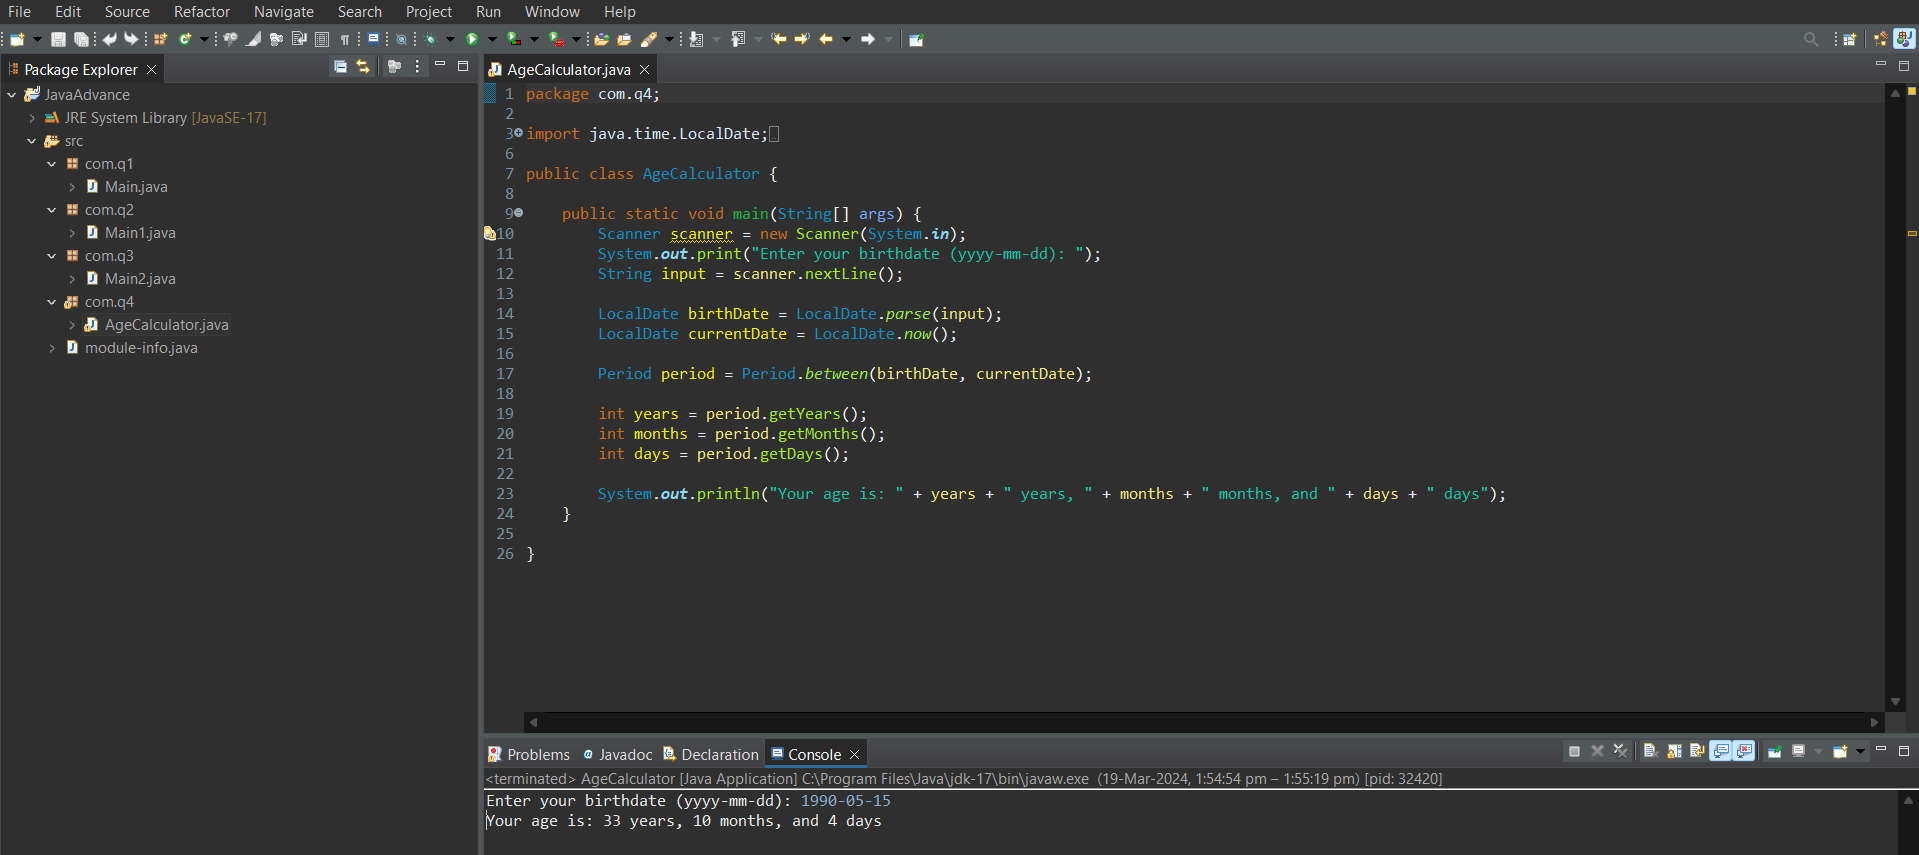 File Edit Source Refactor Navigate Search Project Run Window Help
Package Explorer
JavaAdvance
JRE System Library [JavaSE-17]
src
com.q1
Main.java
com.q2
Main1.java
com.q3
Main2.java
com.q4
AgeCalculator.java
module-info.java
AgeCalculator.java
1 package com.q4;
2
3 import java.time.LocalDate;
6
7 public class AgeCalculator {
8
9     public static void main(String[] args) {
10         Scanner scanner = new Scanner(System.in);
11         System.out.print("Enter your birthdate (yyyy-mm-dd): ");
12         String input = scanner.nextLine();
13
14         LocalDate birthDate = LocalDate.parse(input);
15         LocalDate currentDate = LocalDate.now();
16
17         Period period = Period.between(birthDate, currentDate);
18
19         int years = period.getYears();
20         int months = period.getMonths();
21         int days = period.getDays();
22
23         System.out.println("Your age is: " + years + " years, " + months + " months, and " + days + " days");
24     }
25
26 }
Problems Javadoc Declaration Console
<terminated> AgeCalculator [Java Application] C:\Program Files\Java\jdk-17\bin\javaw.exe (19-Mar-2024, 1:54:54 pm – 1:55:19 pm) [pid: 32420]
Enter your birthdate (yyyy-mm-dd): 1990-05-15
Your age is: 33 years, 10 months, and 4 days